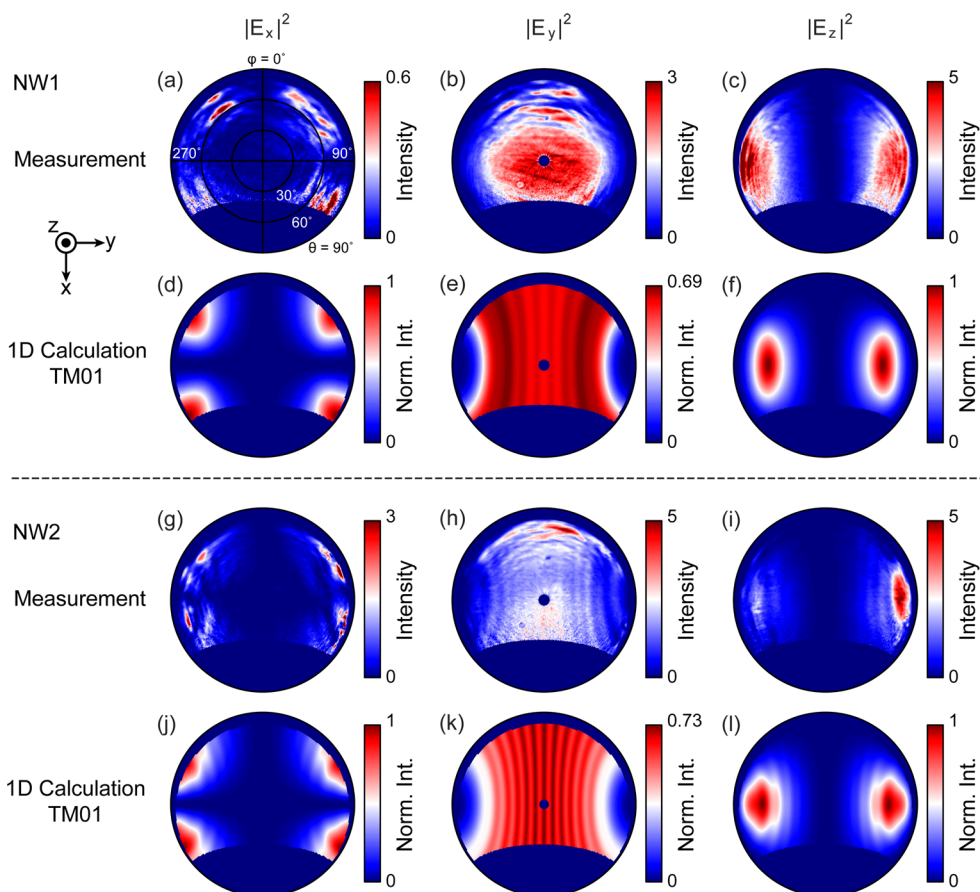 |E_x|² |E_y|² |E_z|²
NW1
Measurement
(a) φ = 0˚ 270˚ 90˚ 30˚ 60˚ θ = 90˚ 0.6 0 Intensity
(b) 3 0 Intensity
(c) 5 0 Intensity
z y x
1D Calculation
TM01
(d) 1 0 Norm. Int.
(e) 0.69 0 Norm. Int.
(f) 1 0 Norm. Int.
NW2
Measurement
(g) 3 0 Intensity
(h) 5 0 Intensity
(i) 5 0 Intensity
1D Calculation
TM01
(j) 1 0 Norm. Int.
(k) 0.73 0 Norm. Int.
(l) 1 0 Norm. Int.